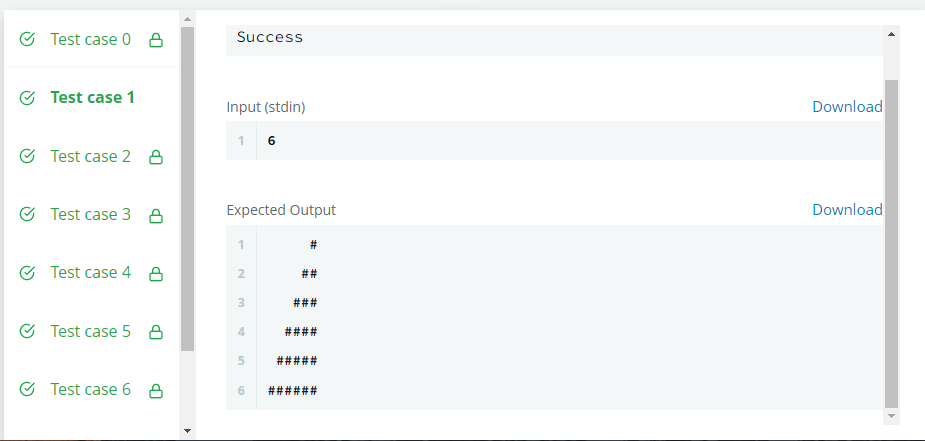 Test case 0
Test case 1
Test case 2
Test case 3
Test case 4
Test case 5
Test case 6
Success
Input (stdin) Download
1 6
Expected Output Download
1      #
2     ##
3    ###
4   ####
5  #####
6 ######